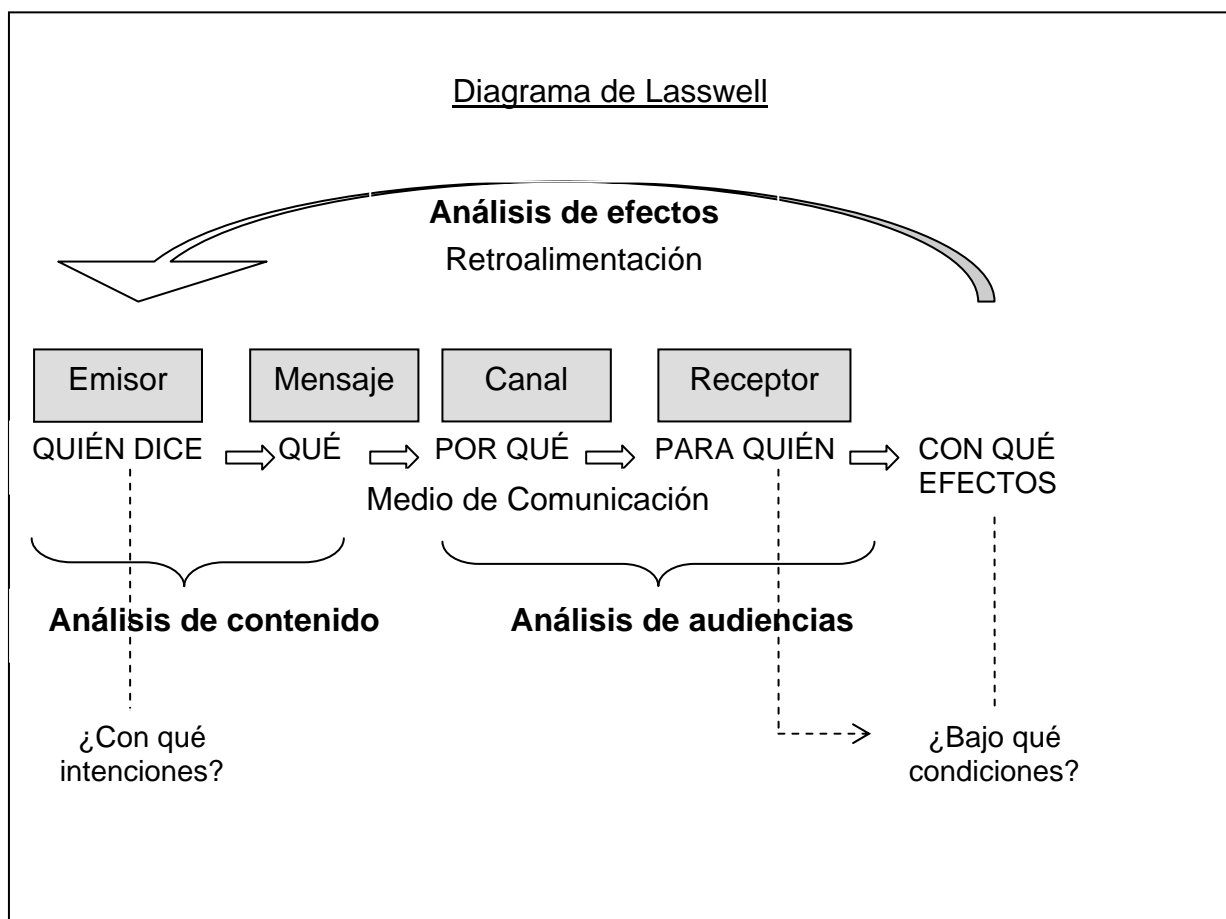 Diagrama de Lasswell
Análisis de efectos
Retroalimentación
Emisor Mensaje Canal Receptor
QUIÉN DICE QUÉ POR QUÉ PARA QUIÉN CON QUÉ
EFECTOS
Medio de Comunicación
Análisis de contenido Análisis de audiencias
¿Con qué
intenciones?
¿Bajo qué
condiciones?